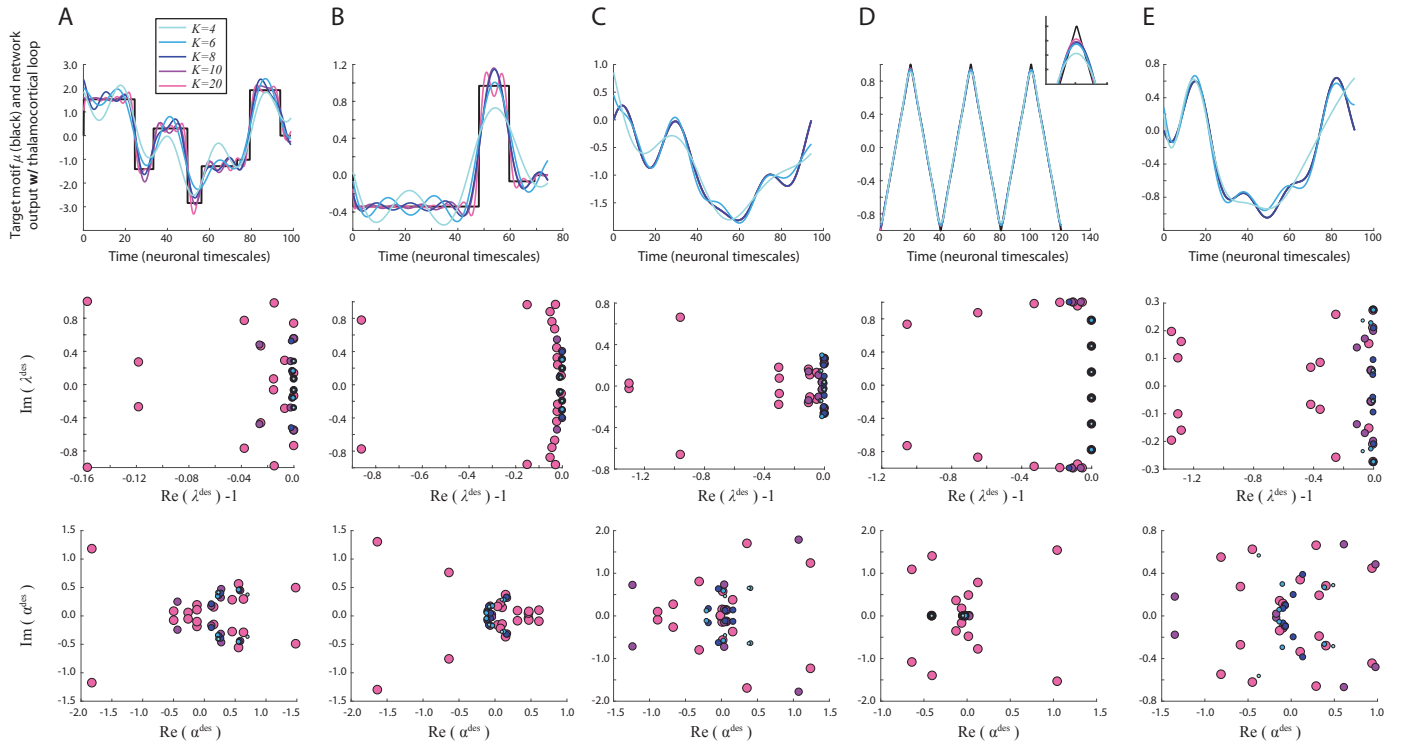 A
B
C
D
E
K=4
K=6
K=8
K=10
K=20
Target motif μ (black) and network
output w/ thalamocortical loop
3.0
2.0
1.0
0.0
-1.0
-2.0
-3.0
0 20 40 60 80 100
Time (neuronal timescales)
1.2
0.8
0.4
0.0
-0.4
0 20 40 60 80
Time (neuronal timescales)
1.0
0.5
0.0
-0.5
-1.0
-1.5
0 20 40 60 80 100
Time (neuronal timescales)
0.8
0.4
0.0
-0.4
-0.8
0 20 40 60 80 100 120 140
Time (neuronal timescales)
0.8
0.4
0.0
-0.4
-0.8
-1.2
0 20 40 60 80 100
Time (neuronal timescales)
Im ( λdes )
0.8
0.4
0.0
-0.4
-0.8
-0.16 -0.12 -0.08 -0.04 0.0
Re ( λdes ) -1
0.8
0.4
0.0
-0.4
-0.8
-0.8 -0.6 -0.4 -0.2 0.0
Re ( λdes ) -1
0.8
0.4
0.0
-0.4
-0.8
-1.2 -0.8 -0.4 0.0
Re ( λdes ) -1
0.8
0.4
0.0
-0.4
-0.8
-1.2 -0.8 -0.4 0.0
Re ( λdes ) -1
0.3
0.2
0.1
0.0
-0.1
-0.2
-0.3
-1.2 -0.8 -0.4 0.0
Re ( λdes ) -1
Im ( αdes )
1.5
1.0
0.5
0.0
-0.5
-1.0
-1.5
-2.0 -1.5 -1.0 -0.5 0.0 0.5 1.0 1.5
Re ( αdes )
1.5
1.0
0.5
0.0
-0.5
-1.0
-1.5
-2.0 -1.5 -1.0 -0.5 0.0 0.5 1.0
Re ( αdes )
2.0
1.0
0.0
-1.0
-2.0
-1.5 -1.0 -0.5 0.0 0.5 1.0 1.5
Re ( αdes )
2.0
1.0
0.0
-1.0
-2.0
-1.0 -0.5 0.0 0.5 1.0 1.5
Re ( αdes )
0.8
0.4
0.0
-0.4
-0.8
-1.5 -1.0 -0.5 0.0 0.5 1.0
Re ( αdes )